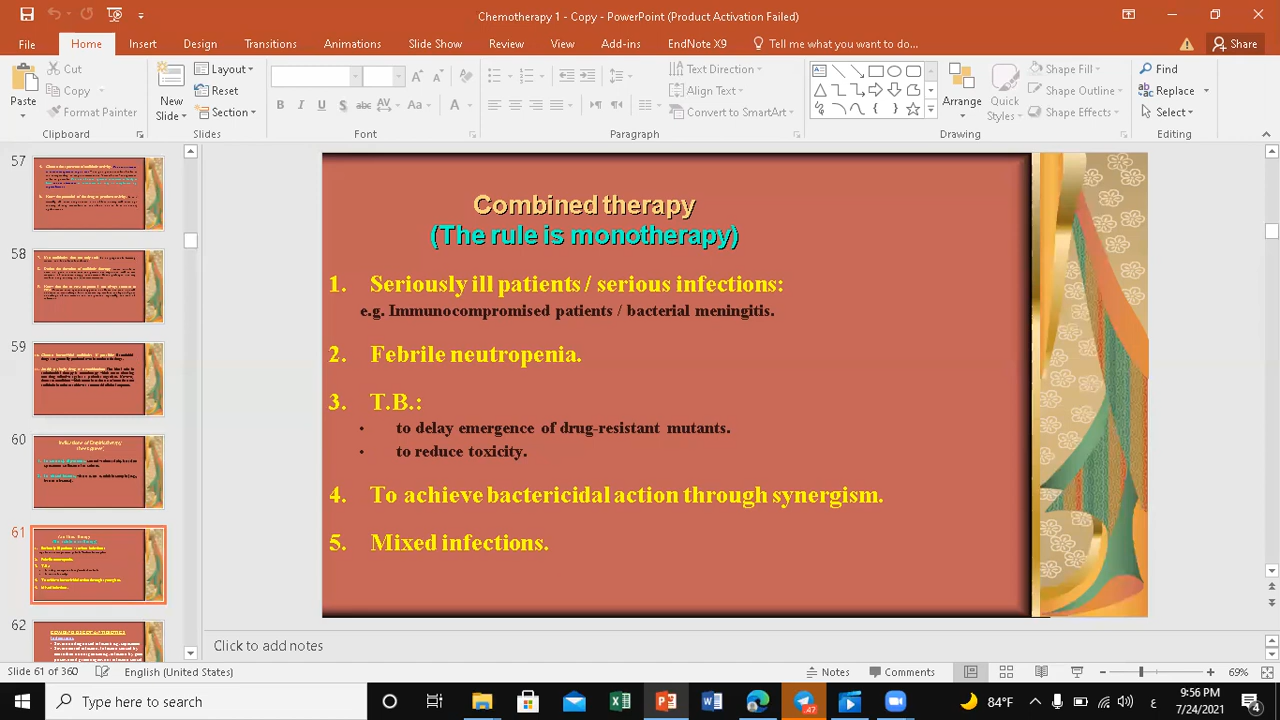 Chemotherapy 1 - Copy - PowerPoint (Product Activation Failed)
File Home Insert Design Transitions Animations Slide Show Review View Add-ins EndNote X9 Tell me what you want to do... Share
Paste
Cut
Copy
Format Painter
Clipboard
New Slide
Layout
Reset
Section
Slides
B I U S abc AV Aa A
Font
Text Direction
Align Text
Convert to SmartArt
Paragraph
Arrange
Quick Styles
Shape Fill
Shape Outline
Shape Effects
Drawing
Find
Replace
Select
Editing
57
58
59
60
61
62
Combined therapy
(The rule is monotherapy)
1. Seriously ill patients / serious infections:
e.g. Immunocompromised patients / bacterial meningitis.
2. Febrile neutropenia.
3. T.B.:
• to delay emergence of drug-resistant mutants.
• to reduce toxicity.
4. To achieve bactericidal action through synergism.
5. Mixed infections.
Click to add notes
Slide 61 of 360 English (United States) Notes Comments 69%
Type here to search
84°F
ع
9:56 PM
7/24/2021